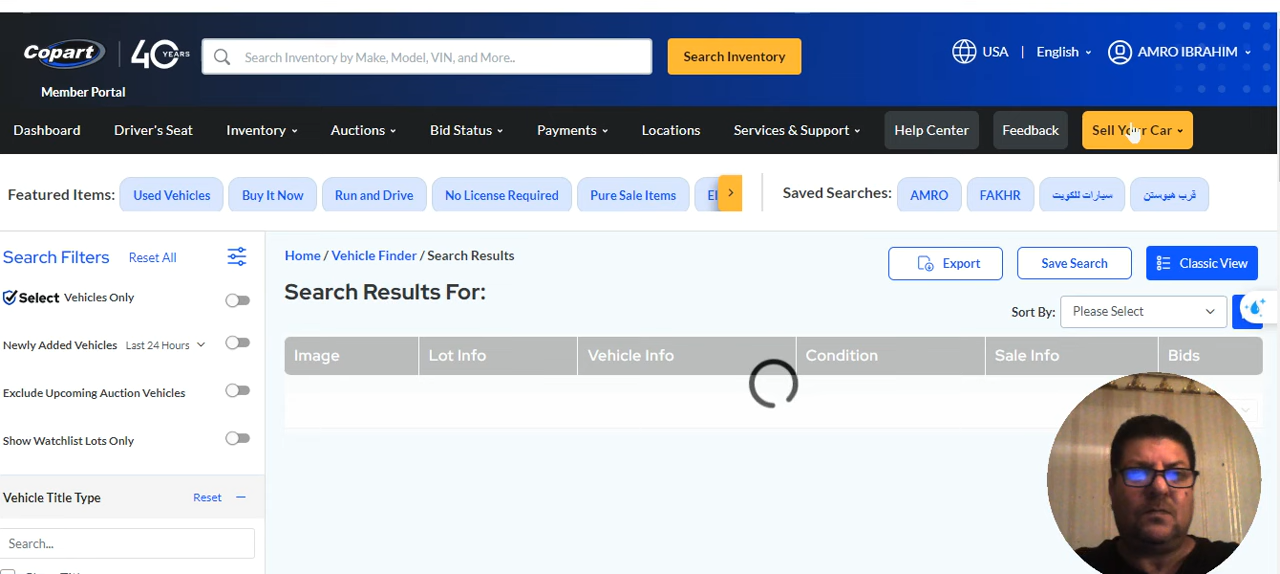 Copart 40 YEARS
Search Inventory by Make, Model, VIN, and More..
Search Inventory
USA | English
AMRO IBRAHIM
Member Portal
Dashboard Driver's Seat Inventory Auctions Bid Status Payments Locations Services & Support Help Center Feedback Sell Your Car
Featured Items: Used Vehicles Buy It Now Run and Drive No License Required Pure Sale Items
Saved Searches: AMRO FAKHR سيارات للكويت قرب هيوستن
Search Filters Reset All
Select Vehicles Only
Newly Added Vehicles Last 24 Hours
Exclude Upcoming Auction Vehicles
Show Watchlist Lots Only
Vehicle Title Type Reset
Search...
Home / Vehicle Finder / Search Results
Export Save Search Classic View
Search Results For:
Sort By: Please Select
Image Lot Info Vehicle Info Condition Sale Info Bids